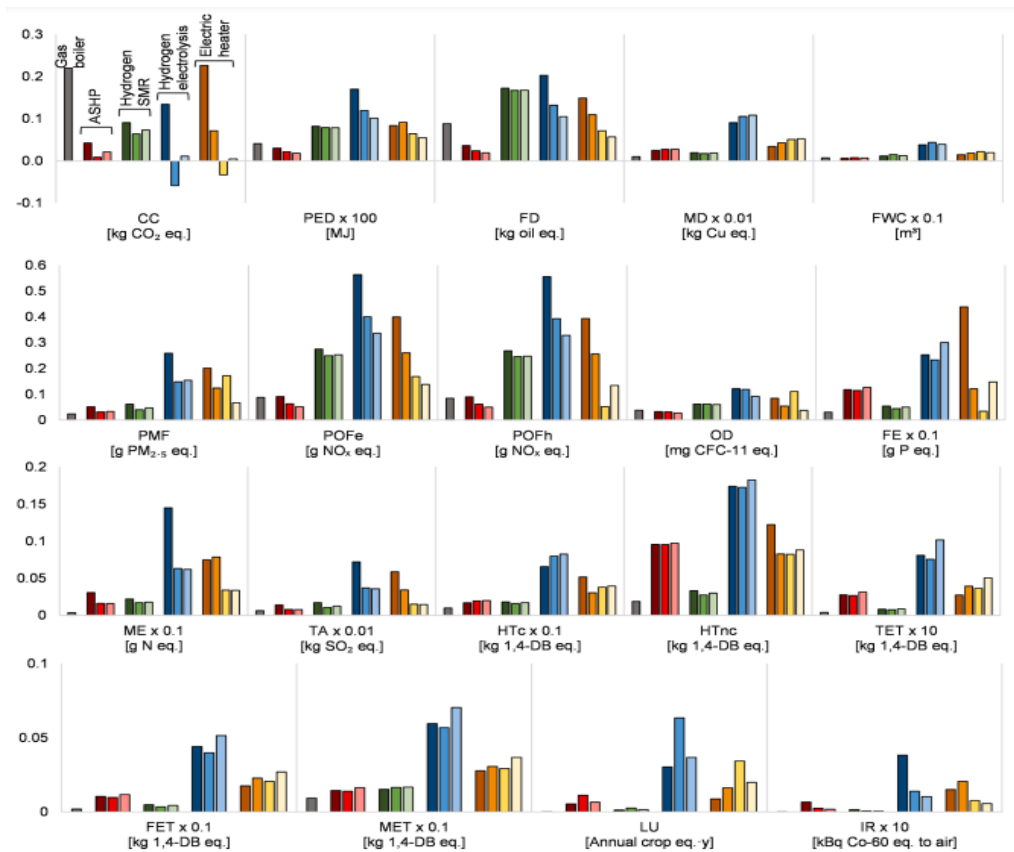 0.3
0.2
0.1
0.0
-0.1
Gas
boiler
ASHP
Hydrogen
SMR
Hydrogen
electrolysis
Electric
heater
CC
[kg CO₂ eq.]
PED x 100
[MJ]
FD
[kg oil eq.]
MD x 0.01
[kg Cu eq.]
FWC x 0.1
[m³]
0.6
0.5
0.4
0.3
0.2
0.1
0
PMF
[g PM₂.₅ eq.]
POFe
[g NOₓ eq.]
POFh
[g NOₓ eq.]
OD
[mg CFC-11 eq.]
FE x 0.1
[g P eq.]
0.2
0.15
0.1
0.05
0
ME x 0.1
[g N eq.]
TA x 0.01
[kg SO₂ eq.]
HTc x 0.1
[kg 1,4-DB eq.]
HTnc
[kg 1,4-DB eq.]
TET x 10
[kg 1,4-DB eq.]
0.1
0.05
0
FET x 0.1
[kg 1,4-DB eq.]
MET x 0.1
[kg 1,4-DB eq.]
LU
[Annual crop eq.·y]
IR x 10
[kBq Co-60 eq. to air]